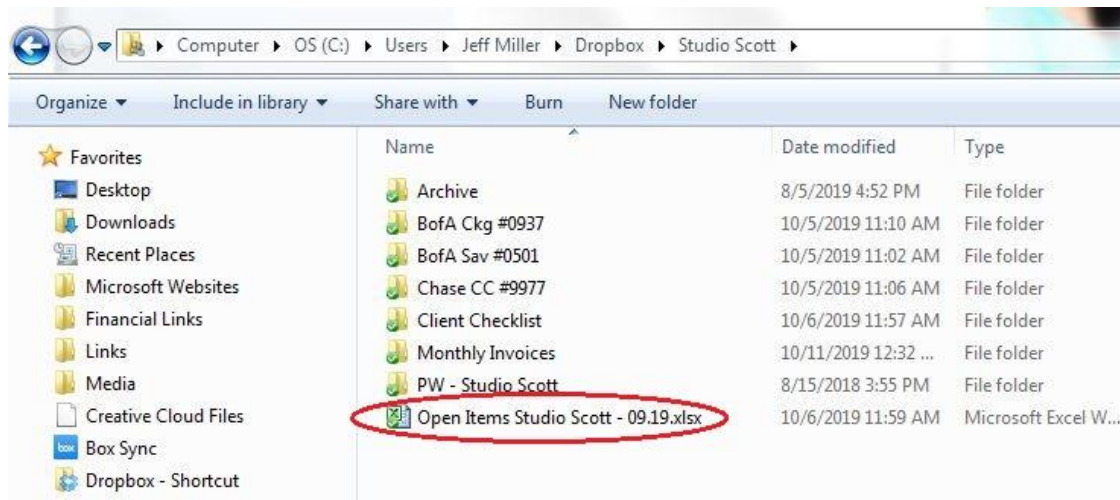 Computer ▸ OS (C:) ▸ Users ▸ Jeff Miller ▸ Dropbox ▸ Studio Scott ▸
Organize ▾ Include in library ▾ Share with ▾ Burn New folder
Favorites
Desktop
Downloads
Recent Places
Microsoft Websites
Financial Links
Links
Media
Creative Cloud Files
box Box Sync
Dropbox - Shortcut
Name Date modified Type
Archive 8/5/2019 4:52 PM File folder
BofA Ckg #0937 10/5/2019 11:10 AM File folder
BofA Sav #0501 10/5/2019 11:02 AM File folder
Chase CC #9977 10/5/2019 11:06 AM File folder
Client Checklist 10/6/2019 11:57 AM File folder
Monthly Invoices 10/11/2019 12:32 ... File folder
PW - Studio Scott 8/15/2018 3:55 PM File folder
Open Items Studio Scott - 09.19.xlsx 10/6/2019 11:59 AM Microsoft Excel W...